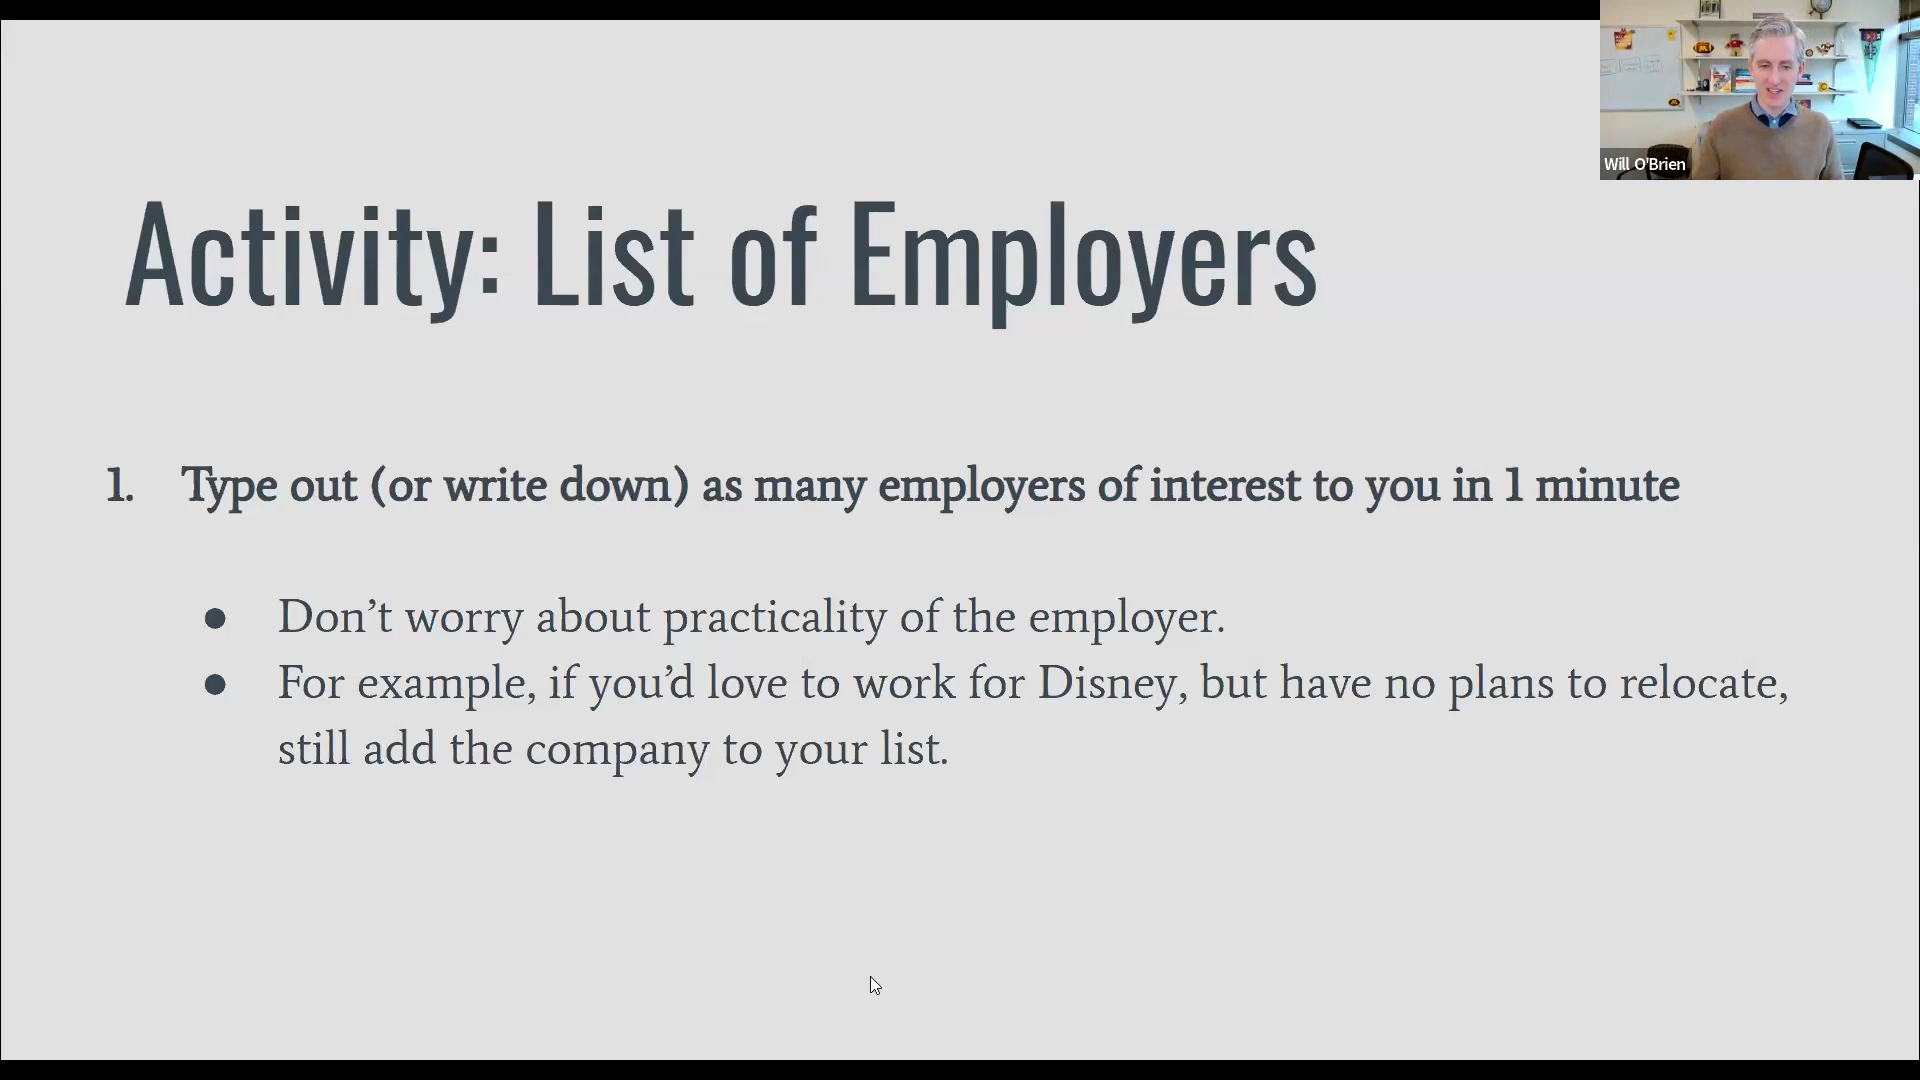 Will O'Brien
Activity: List of Employers
1. Type out (or write down) as many employers of interest to you in 1 minute
● Don’t worry about practicality of the employer.
● For example, if you’d love to work for Disney, but have no plans to relocate,
still add the company to your list.